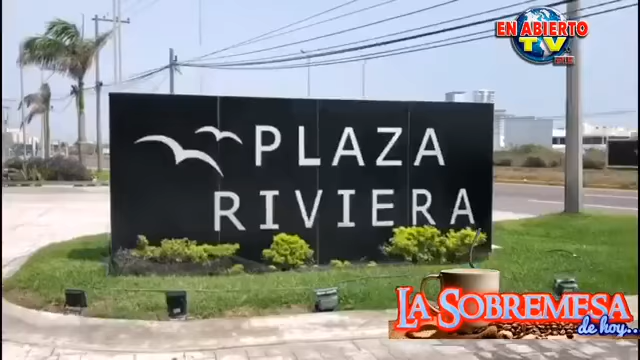 EN ABIERTO
TV
PLAZA
RIVIERA
LA SOBREMESA
de hoy..